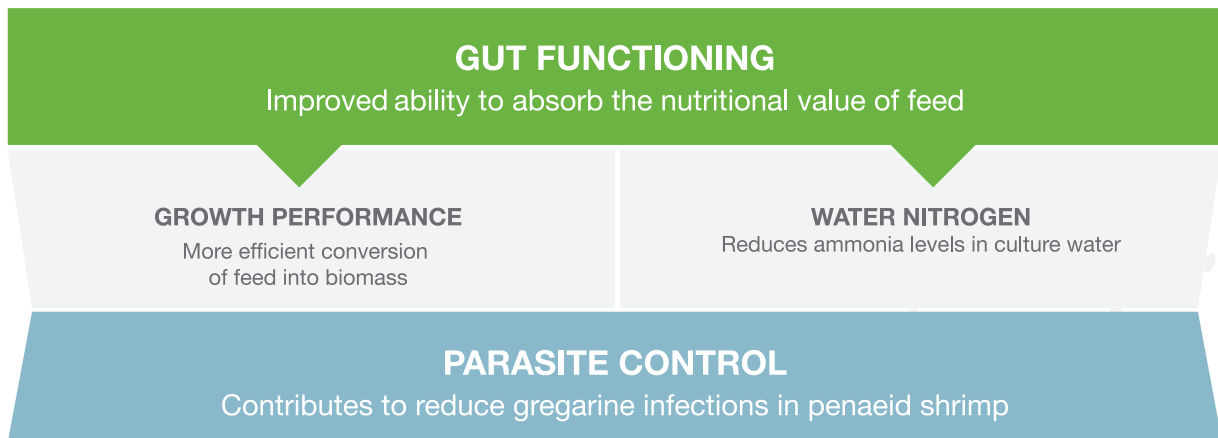 GUT FUNCTIONING
Improved ability to absorb the nutritional value of feed
GROWTH PERFORMANCE
More efficient conversion
of feed into biomass
WATER NITROGEN
Reduces ammonia levels in culture water
PARASITE CONTROL
Contributes to reduce gregarine infections in penaeid shrimp